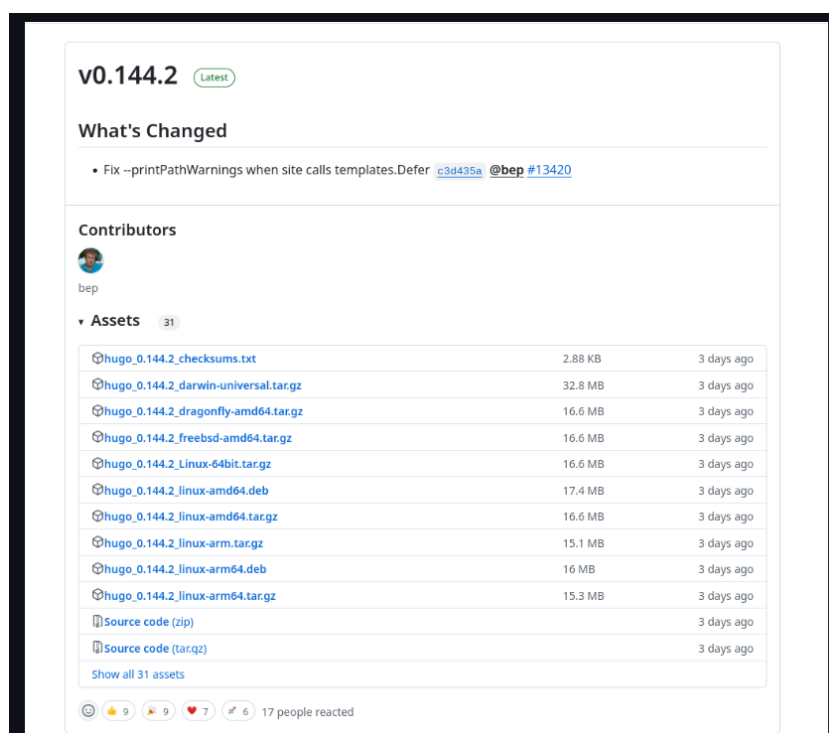 v0.144.2 Latest
What's Changed
• Fix --printPathWarnings when site calls templates.Defer c3d435a @bep #13420
Contributors
bep
Assets 31
hugo_0.144.2_checksums.txt 2.88 KB 3 days ago
hugo_0.144.2_darwin-universal.tar.gz 32.8 MB 3 days ago
hugo_0.144.2_dragonfly-amd64.tar.gz 16.6 MB 3 days ago
hugo_0.144.2_freebsd-amd64.tar.gz 16.6 MB 3 days ago
hugo_0.144.2_Linux-64bit.tar.gz 16.6 MB 3 days ago
hugo_0.144.2_linux-amd64.deb 17.4 MB 3 days ago
hugo_0.144.2_linux-amd64.tar.gz 16.6 MB 3 days ago
hugo_0.144.2_linux-arm.tar.gz 15.1 MB 3 days ago
hugo_0.144.2_linux-arm64.deb 16 MB 3 days ago
hugo_0.144.2_linux-arm64.tar.gz 15.3 MB 3 days ago
Source code (zip) 3 days ago
Source code (tar.gz) 3 days ago
Show all 31 assets
9 9 7 6 17 people reacted